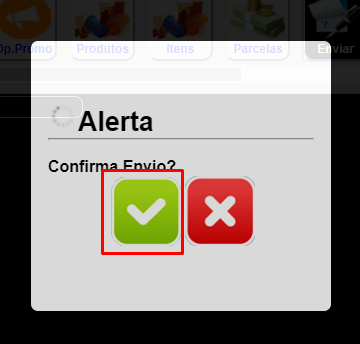 Op.Promo Produtos Itens Parcelas Enviar
Alerta
Confirma Envio?